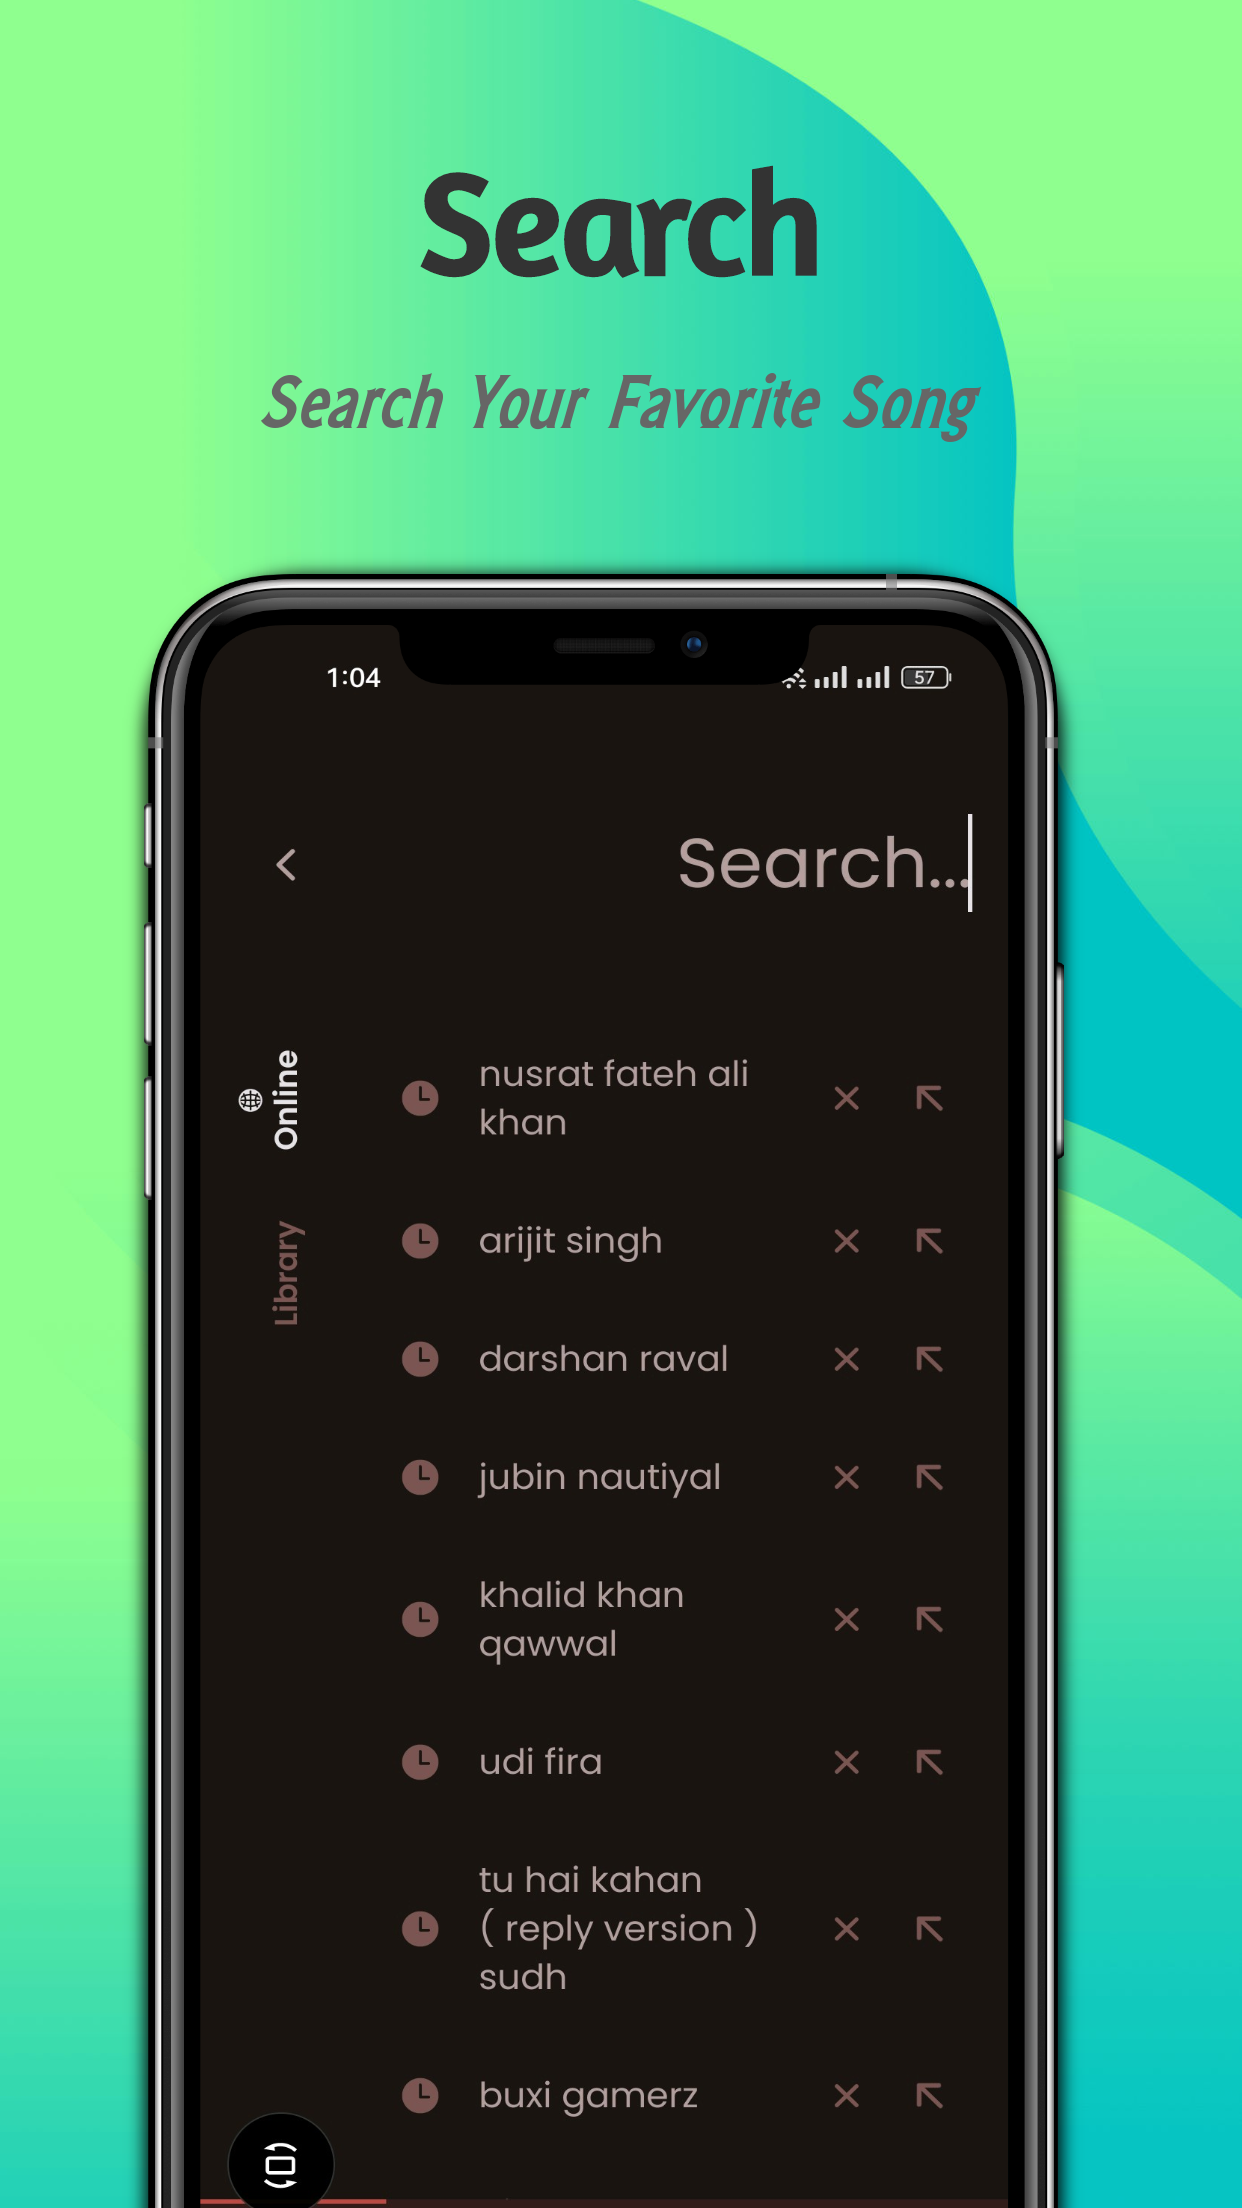 Search
Search Your Favorite Song
1:04
57
Search...
Online
Library
nusrat fateh ali
khan
arijit singh
darshan raval
jubin nautiyal
khalid khan
qawwal
udi fira
tu hai kahan
( reply version )
sudh
buxi gamerz